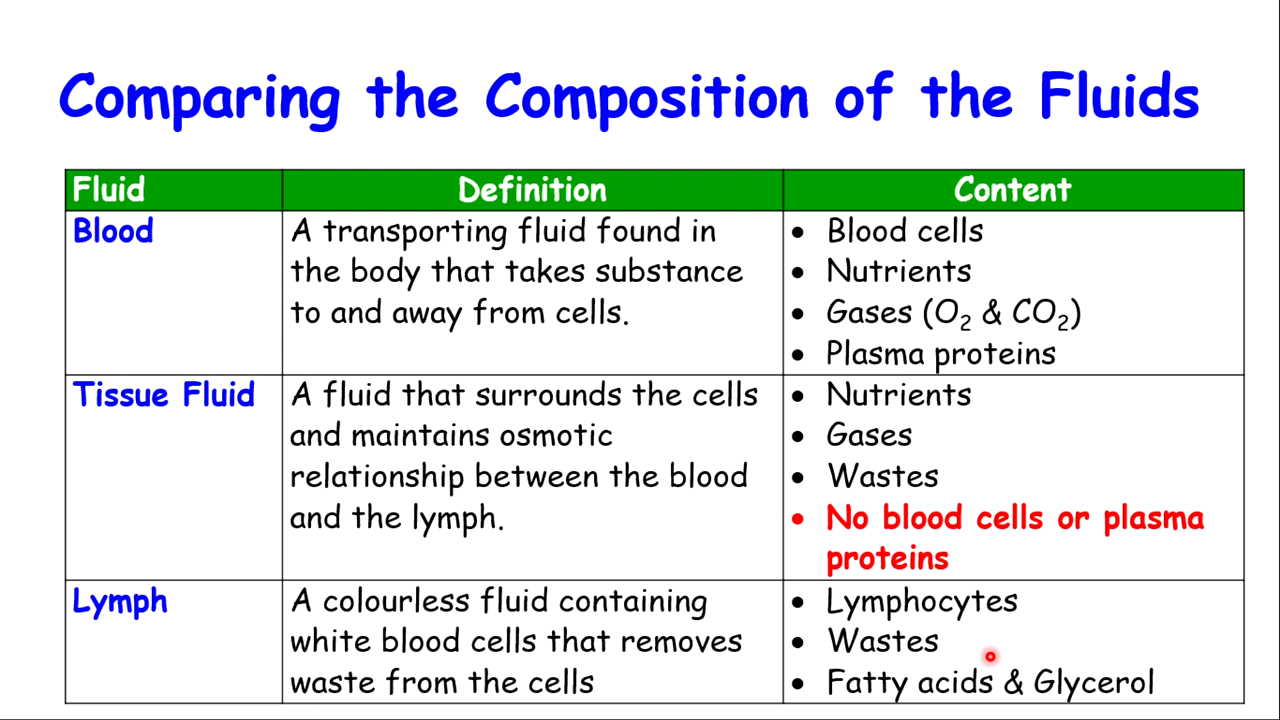 Comparing the Composition of the Fluids
Fluid Definition Content
Blood
A transporting fluid found in
the body that takes substance
to and away from cells.
• Blood cells
• Nutrients
• Gases (O₂ & CO₂)
• Plasma proteins
Tissue Fluid
A fluid that surrounds the cells
and maintains osmotic
relationship between the blood
and the lymph.
• Nutrients
• Gases
• Wastes
• No blood cells or plasma
proteins
Lymph
A colourless fluid containing
white blood cells that removes
waste from the cells
• Lymphocytes
• Wastes
• Fatty acids & Glycerol